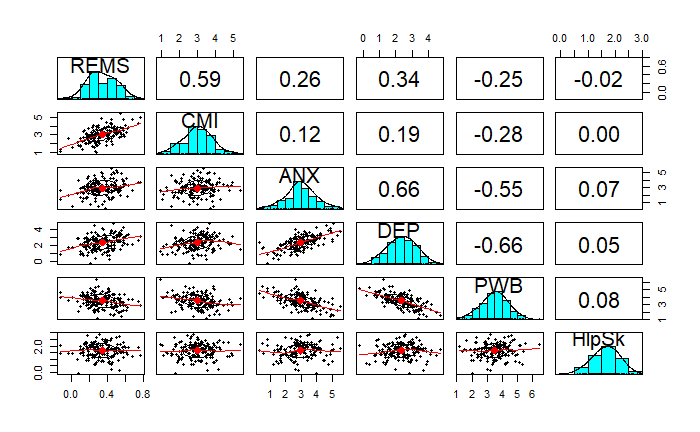 1 2 3 4 5 0 1 2 3 4 0.0 1.0 2.0 3.0
REMS 0.59 0.26 0.34 -0.25 -0.02 0.0 0.6
1 3 5 CMI 0.12 0.19 -0.28 0.00
ANX 0.66 -0.55 0.07 1 3 5
0 2 4 DEP -0.66 0.05
PWB 0.08 1 3 5
0.0 2.0 HlpSk
0.0 0.4 0.8 1 2 3 4 5 1 2 3 4 5 6